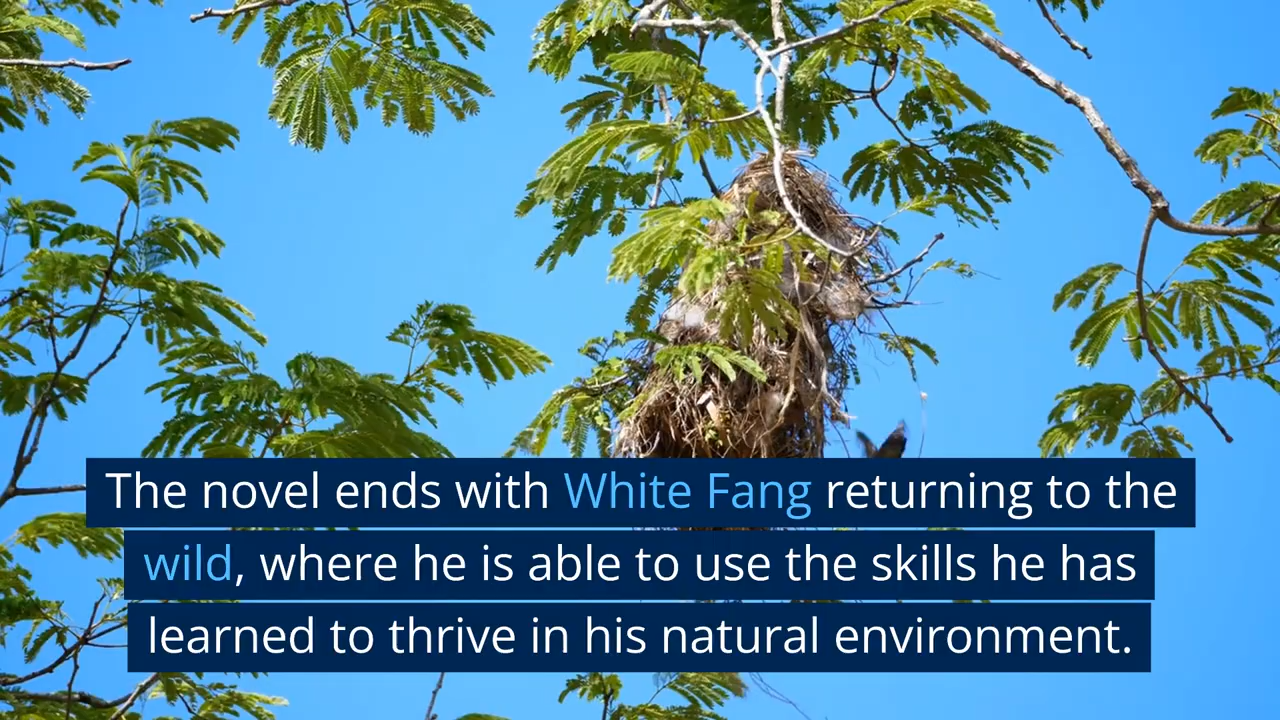 The novel ends with White Fang returning to the
wild, where he is able to use the skills he has
learned to thrive in his natural environment.